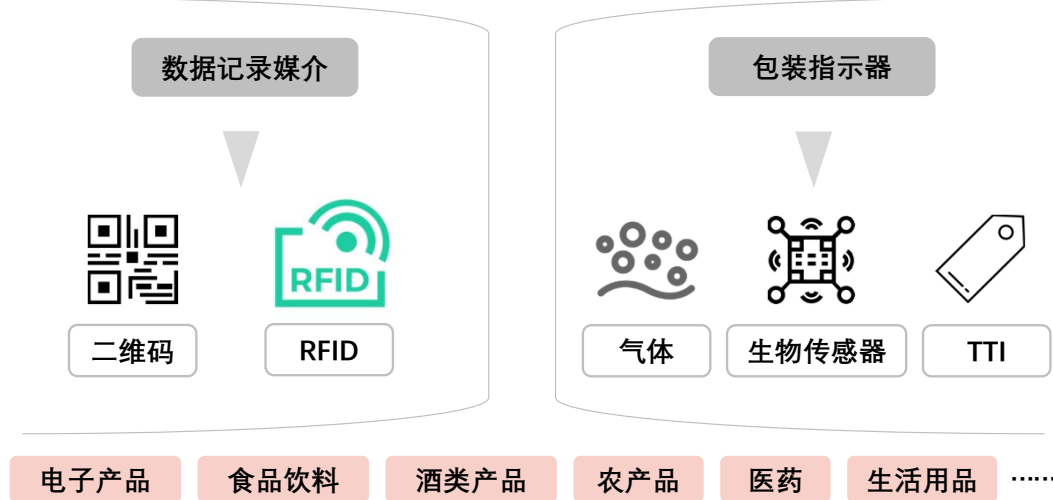 数据记录媒介
包装指示器
RFID
二维码
RFID
气体
生物传感器
TTI
电子产品
食品饮料
酒类产品
农产品
医药
生活用品
……